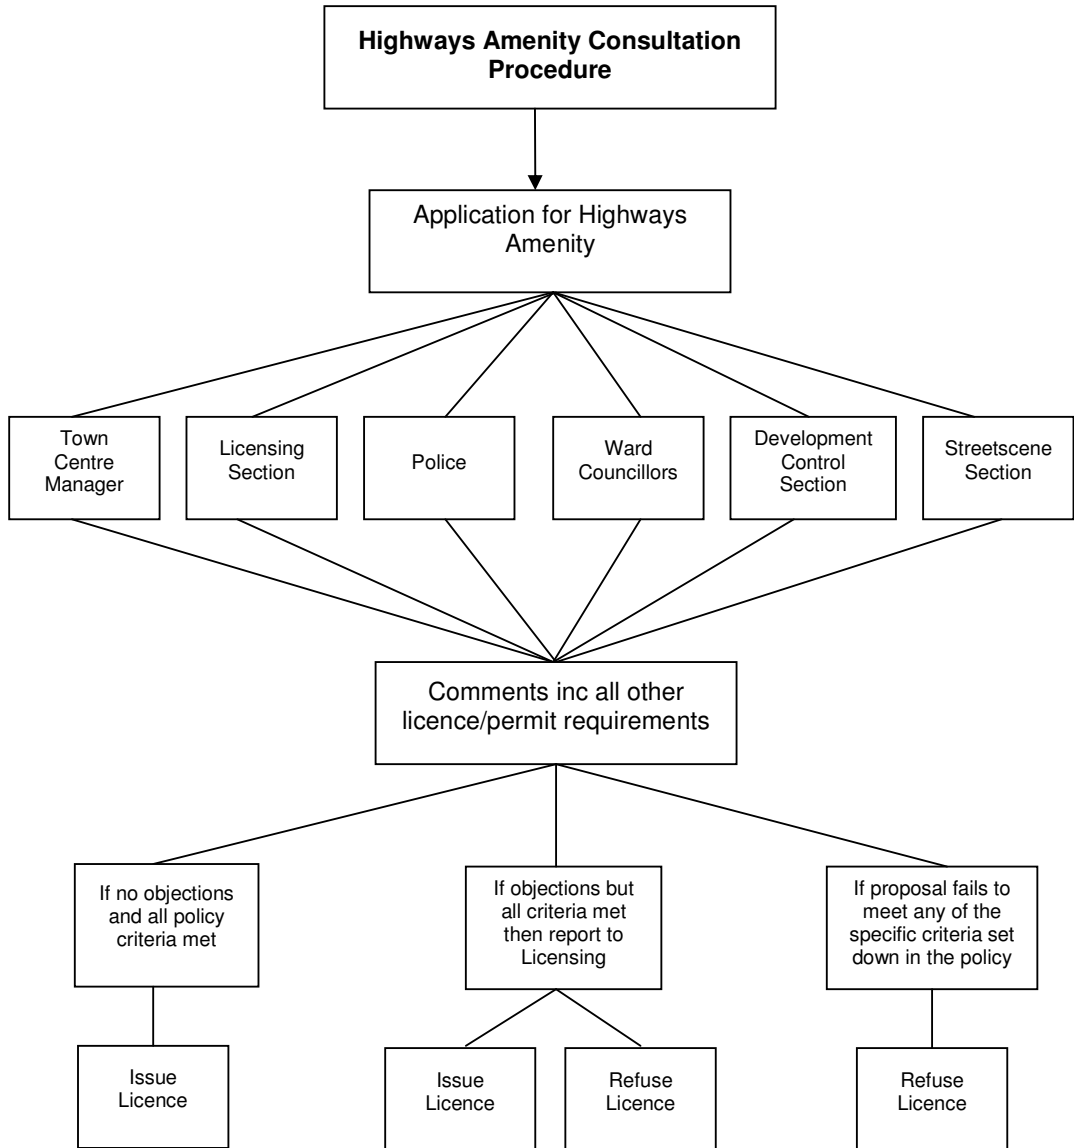 Highways Amenity Consultation
Procedure
Application for Highways
Amenity
Town
Centre
Manager
Licensing
Section
Police
Ward
Councillors
Development
Control
Section
Streetscene
Section
Comments inc all other
licence/permit requirements
If no objections
and all policy
criteria met
If objections but
all criteria met
then report to
Licensing
If proposal fails to
meet any of the
specific criteria set
down in the policy
Issue
Licence
Issue
Licence
Refuse
Licence
Refuse
Licence